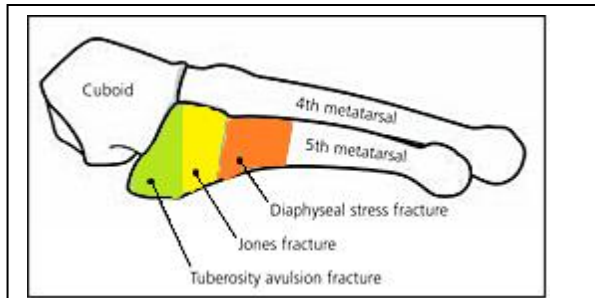 Cuboid
4th metatarsal
5th metatarsal
Diaphyseal stress fracture
Jones fracture
Tuberosity avulsion fracture